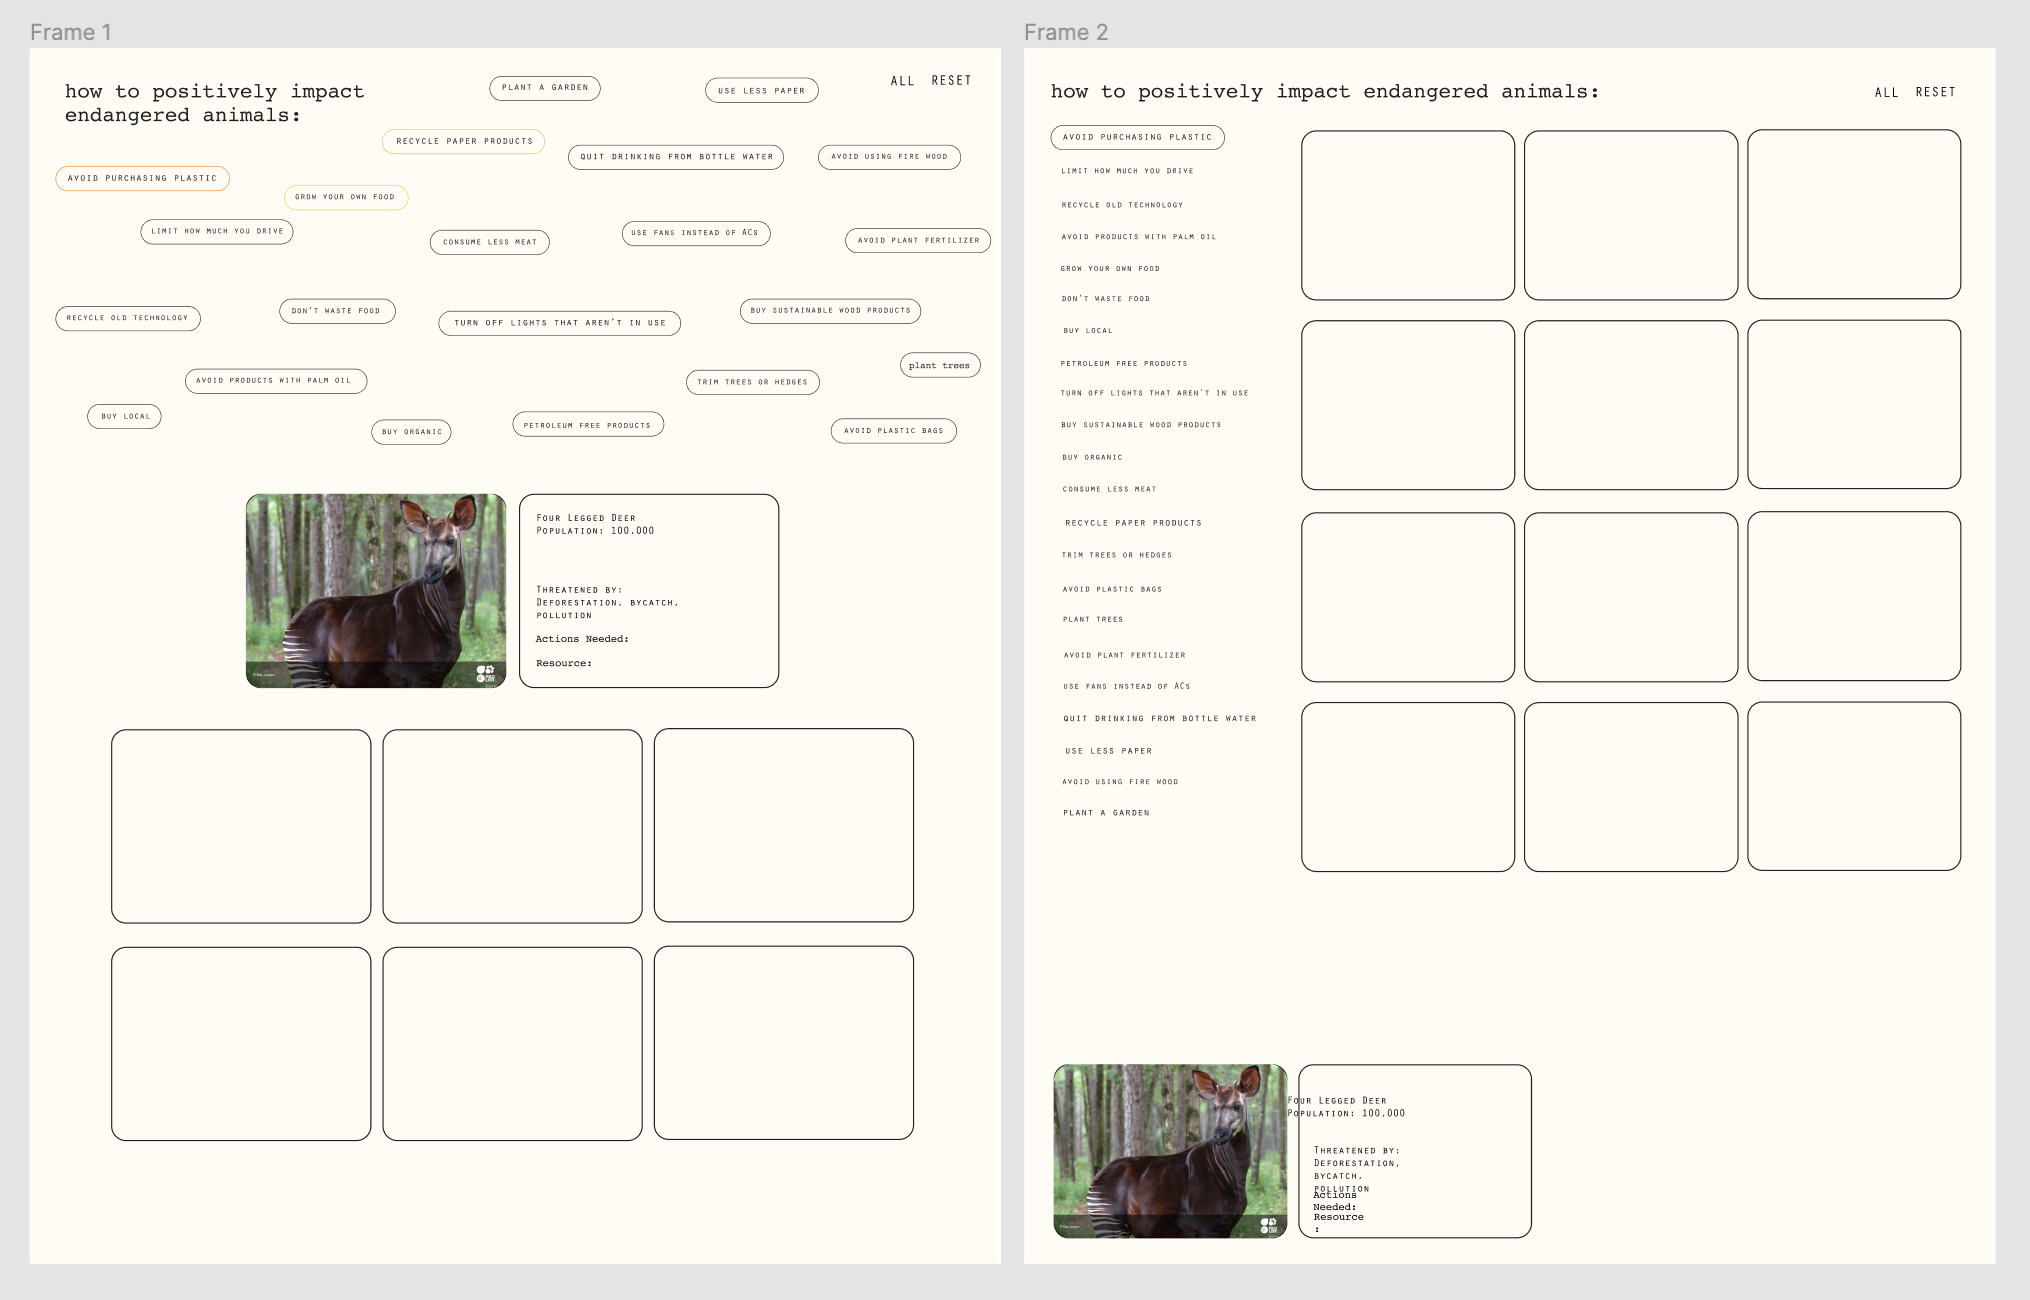 Frame 1
how to positively impact
endangered animals:
PLANT A GARDEN
USE LESS PAPER
ALL RESET
RECYCLE PAPER PRODUCTS
QUIT DRINKING FROM BOTTLE WATER
AVOID USING FIRE WOOD
AVOID PURCHASING PLASTIC
GROW YOUR OWN FOOD
LIMIT HOW MUCH YOU DRIVE
CONSUME LESS MEAT
USE FANS INSTEAD OF ACs
AVOID PLANT FERTILIZER
RECYCLE OLD TECHNOLOGY
DON'T WASTE FOOD
TURN OFF LIGHTS THAT AREN'T IN USE
BUY SUSTAINABLE WOOD PRODUCTS
plant trees
AVOID PRODUCTS WITH PALM OIL
TRIM TREES OR HEDGES
BUY LOCAL
BUY ORGANIC
PETROLEUM FREE PRODUCTS
AVOID PLASTIC BAGS
Four Legged Deer
Population: 100,000
Threatened by:
Deforestation, bycatch,
pollution
Actions Needed:
Resource:
Frame 2
how to positively impact endangered animals:
ALL RESET
AVOID PURCHASING PLASTIC
LIMIT HOW MUCH YOU DRIVE
RECYCLE OLD TECHNOLOGY
AVOID PRODUCTS WITH PALM OIL
GROW YOUR OWN FOOD
DON'T WASTE FOOD
BUY LOCAL
PETROLEUM FREE PRODUCTS
TURN OFF LIGHTS THAT AREN'T IN USE
BUY SUSTAINABLE WOOD PRODUCTS
BUY ORGANIC
CONSUME LESS MEAT
RECYCLE PAPER PRODUCTS
TRIM TREES OR HEDGES
AVOID PLASTIC BAGS
PLANT TREES
AVOID PLANT FERTILIZER
USE FANS INSTEAD OF ACs
QUIT DRINKING FROM BOTTLE WATER
USE LESS PAPER
AVOID USING FIRE WOOD
PLANT A GARDEN
Four Legged Deer
Population: 100,000
Threatened by:
Deforestation,
bycatch,
pollution
Actions
Needed:
Resource
: